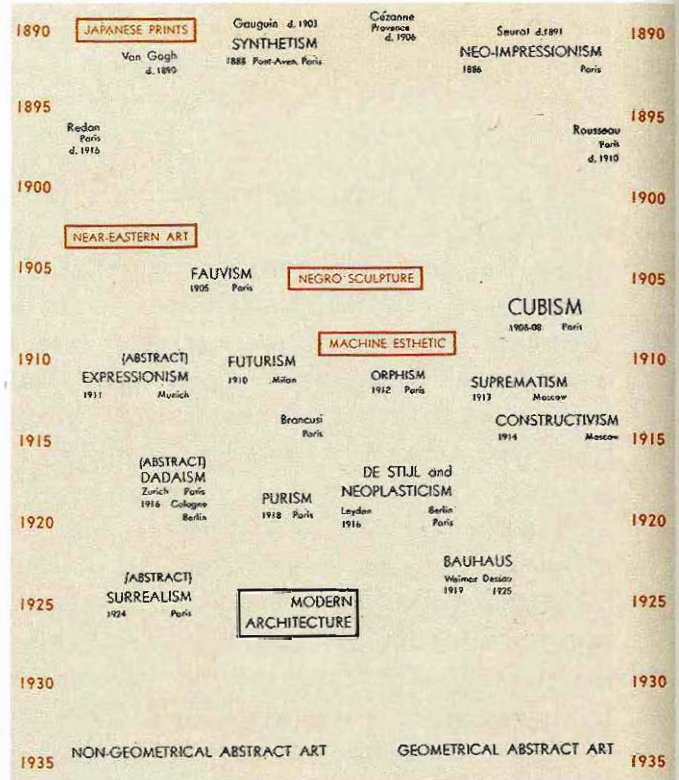 1890
JAPANESE PRINTS
Van Gogh
d. 1890
Gauguin d. 1903
SYNTHETISM
1888 Pont-Aven, Paris
Cézanne
Provence
d. 1906
Seurat d.1891
NEO-IMPRESSIONISM
1886 Paris
1890
1895
1895
Redon
Paris
d. 1916
Rousseau
Paris
d. 1910
1900
1900
NEAR-EASTERN ART
1905
FAUVISM
1905 Paris
NEGRO SCULPTURE
1905
CUBISM
1906-08 Paris
MACHINE ESTHETIC
1910
(ABSTRACT)
EXPRESSIONISM
1911 Munich
FUTURISM
1910 Milan
ORPHISM
1912 Paris
SUPREMATISM
1913 Moscow
1910
Brancusi
Paris
CONSTRUCTIVISM
1914 Moscow
1915
1915
(ABSTRACT)
DADAISM
Zurich Paris
1916 Cologne
Berlin
PURISM
1918 Paris
DE STIJL and
NEOPLASTICISM
Leyden Berlin
1916 Paris
1920
1920
BAUHAUS
Weimar Dessau
1919 1925
(ABSTRACT)
SURREALISM
1924 Paris
MODERN
ARCHITECTURE
1925
1925
1930
1930
NON-GEOMETRICAL ABSTRACT ART
GEOMETRICAL ABSTRACT ART
1935
1935